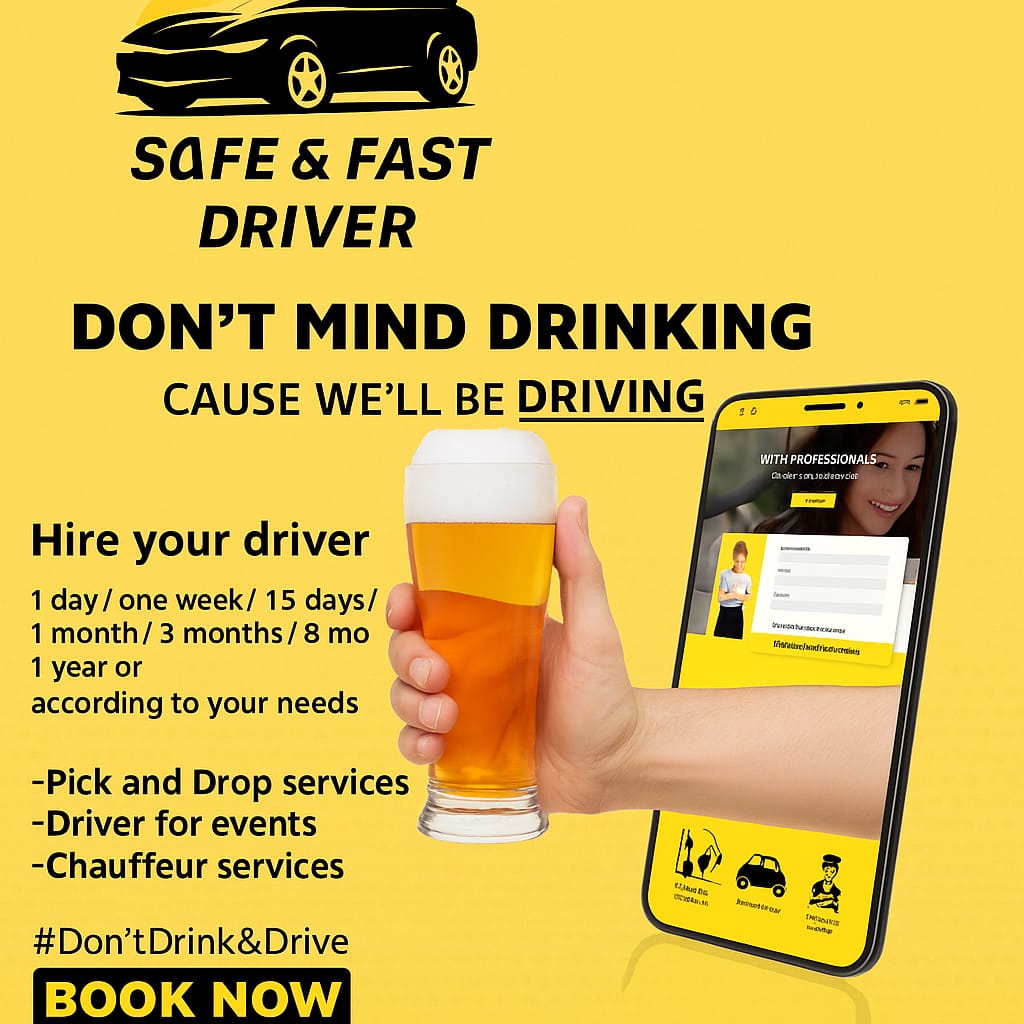 SAFE & FAST
DRIVER
DON'T MIND DRINKING
CAUSE WE'LL BE DRIVING
WITH PROFESSIONALS
Hire your driver
1 day / one week / 15 days /
1 month / 3 months / 8 mo
1 year or
according to your needs
-Pick and Drop services
-Driver for events
-Chauffeur services
#Don'tDrink&Drive
BOOK NOW